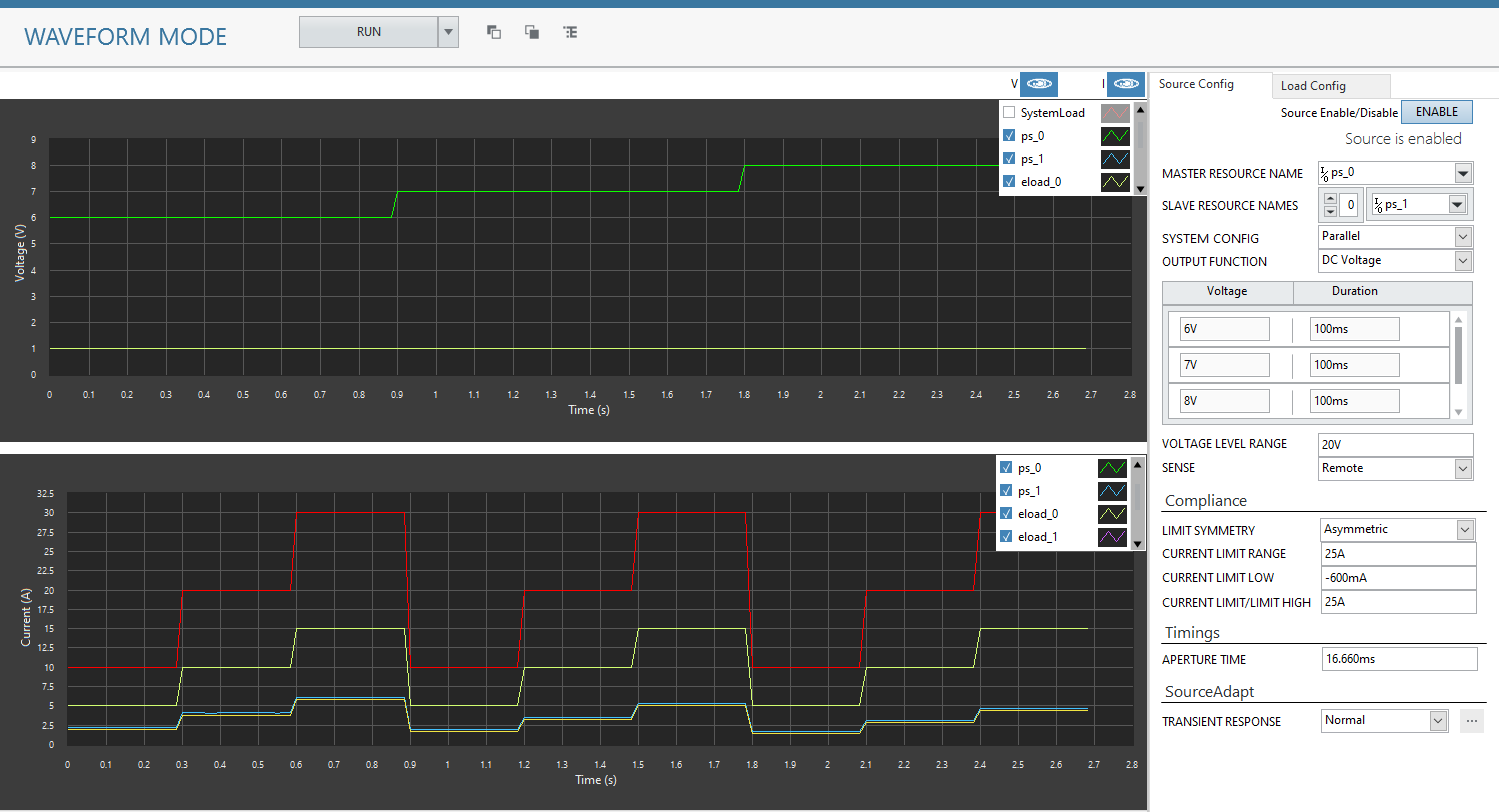 WAVEFORM MODE
RUN
V
I
SystemLoad
ps_0
ps_1
eload_0
9
8
7
6
5
4
3
2
1
0
Voltage (V)
0 0.1 0.2 0.3 0.4 0.5 0.6 0.7 0.8 0.9 1 1.1 1.2 1.3 1.4 1.5 1.6 1.7 1.8 1.9 2 2.1 2.2 2.3 2.4 2.5 2.6 2.7 2.8
Time (s)
ps_0
ps_1
eload_0
eload_1
32.5
30
27.5
25
22.5
20
17.5
15
12.5
10
7.5
5
2.5
0
Current (A)
0 0.1 0.2 0.3 0.4 0.5 0.6 0.7 0.8 0.9 1 1.1 1.2 1.3 1.4 1.5 1.6 1.7 1.8 1.9 2 2.1 2.2 2.3 2.4 2.5 2.6 2.7 2.8
Time (s)
Source Config Load Config
Source Enable/Disable ENABLE
Source is enabled
MASTER RESOURCE NAME I/0 ps_0
SLAVE RESOURCE NAMES 0 I/0 ps_1
SYSTEM CONFIG Parallel
OUTPUT FUNCTION DC Voltage
Voltage Duration
6V 100ms
7V 100ms
8V 100ms
VOLTAGE LEVEL RANGE 20V
SENSE Remote
Compliance
LIMIT SYMMETRY Asymmetric
CURRENT LIMIT RANGE 25A
CURRENT LIMIT LOW -600mA
CURRENT LIMIT/LIMIT HIGH 25A
Timings
APERTURE TIME 16.660ms
SourceAdapt
TRANSIENT RESPONSE Normal ...